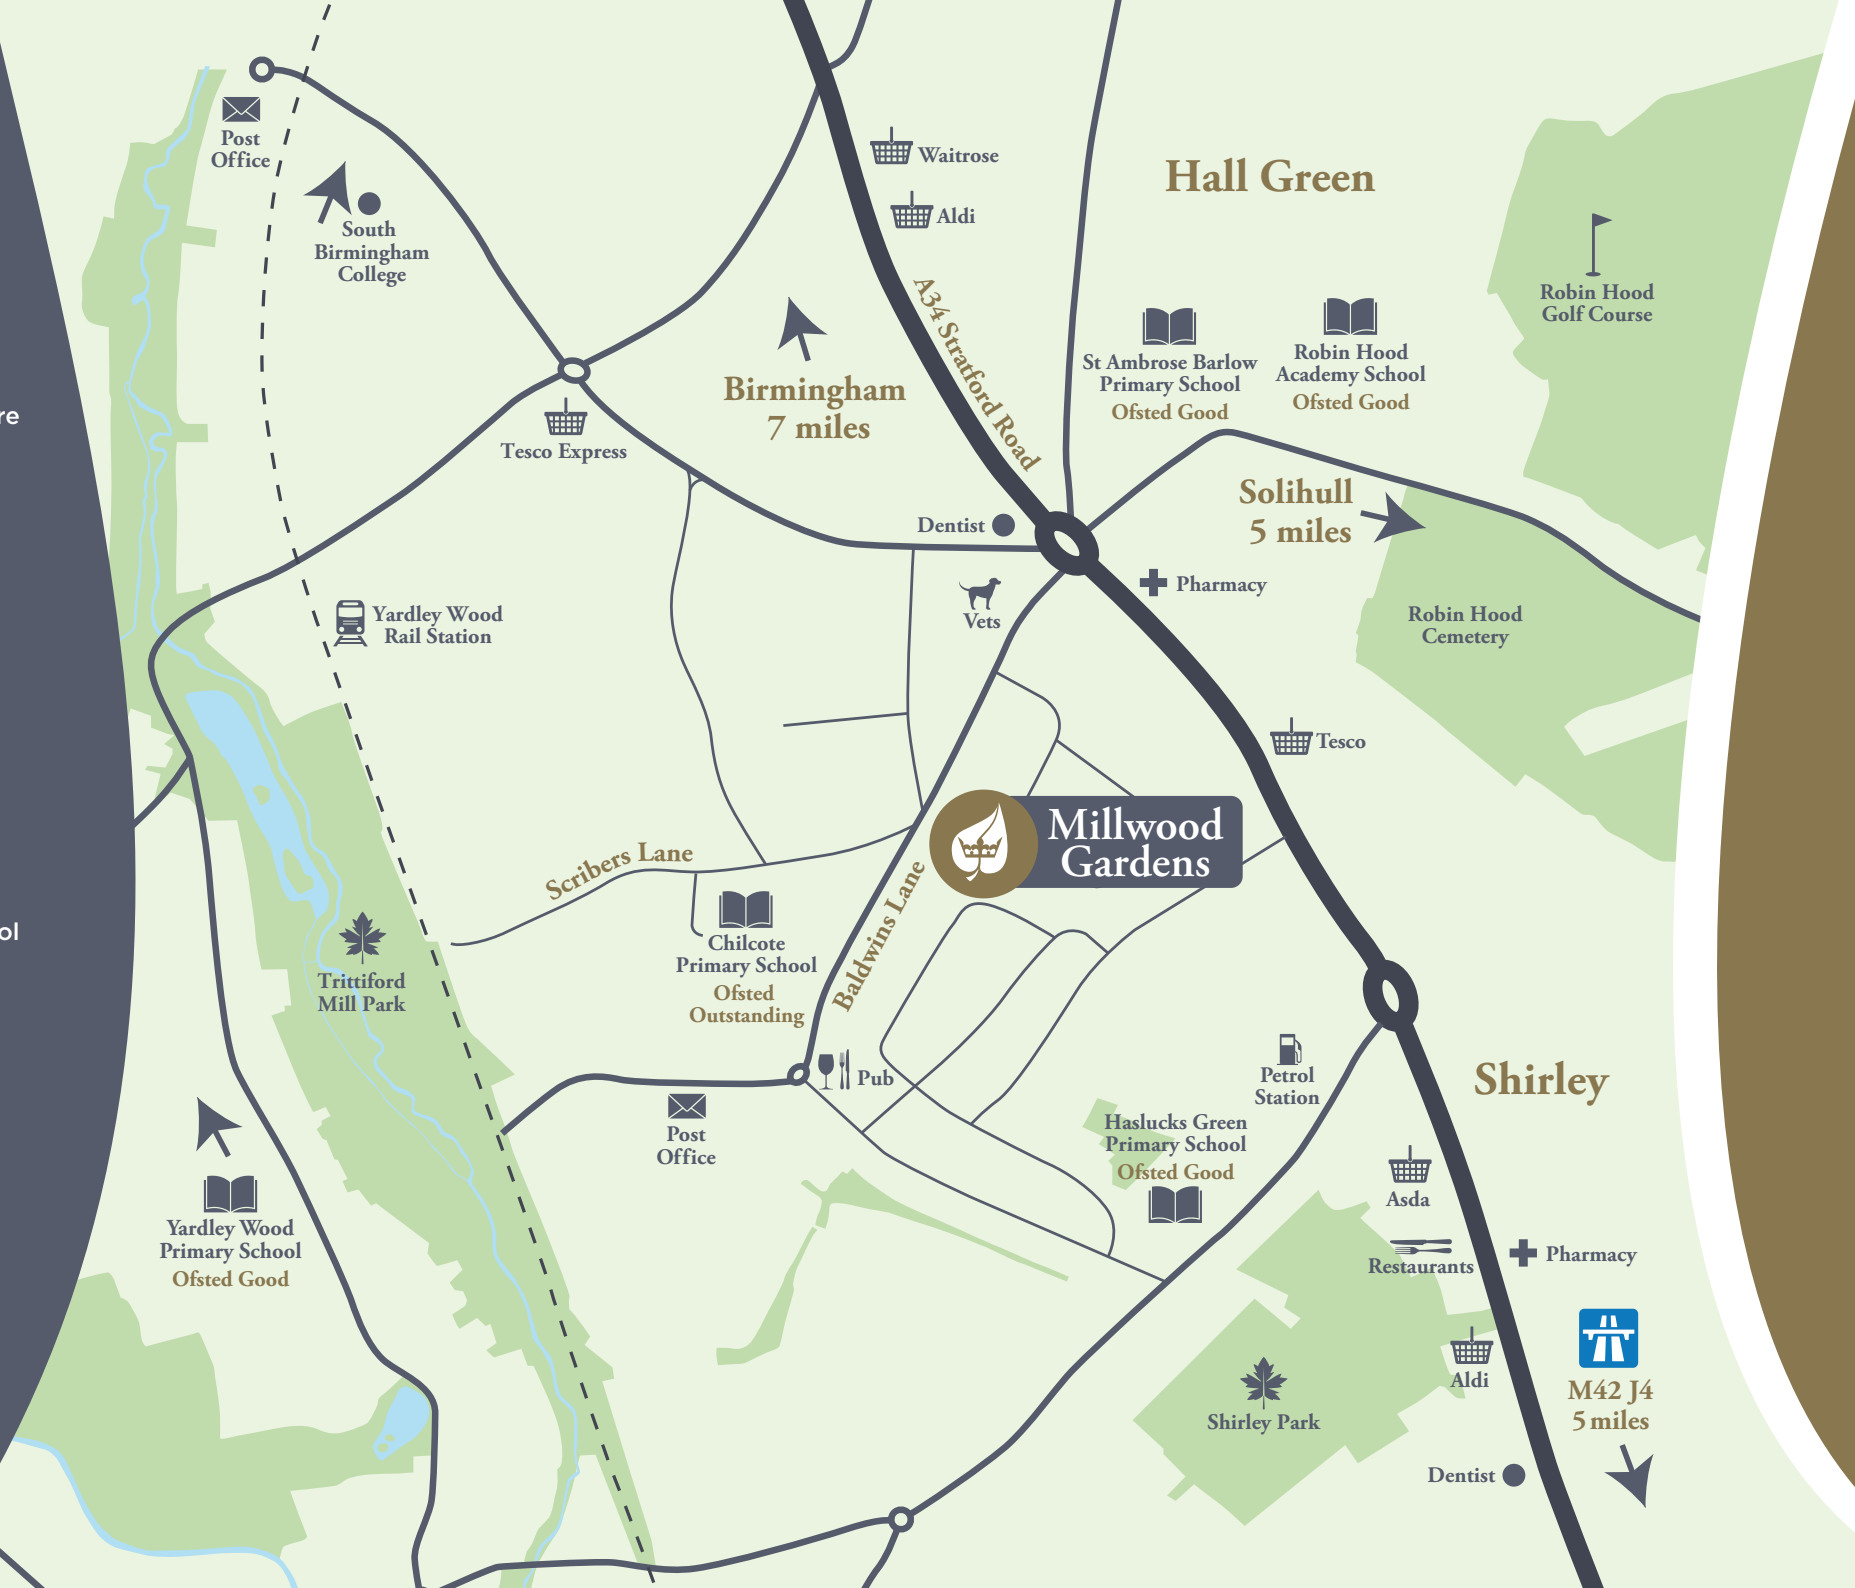 re
ol
Post
Office
South
Birmingham
College
Waitrose
Aldi
Hall Green
A34 Stratford Road
Robin Hood
Golf Course
St Ambrose Barlow
Primary School
Ofsted Good
Robin Hood
Academy School
Ofsted Good
Birmingham
7 miles
Tesco Express
Solihull
5 miles
Dentist
Pharmacy
Vets
Yardley Wood
Rail Station
Robin Hood
Cemetery
Tesco
Millwood
Gardens
Scribers Lane
Baldwins Lane
Chilcote
Primary School
Ofsted
Outstanding
Trittiford
Mill Park
Pub
Post
Office
Petrol
Station
Shirley
Haslucks Green
Primary School
Ofsted Good
Asda
Yardley Wood
Primary School
Ofsted Good
Restaurants
Pharmacy
Aldi
M42 J4
5 miles
Shirley Park
Dentist